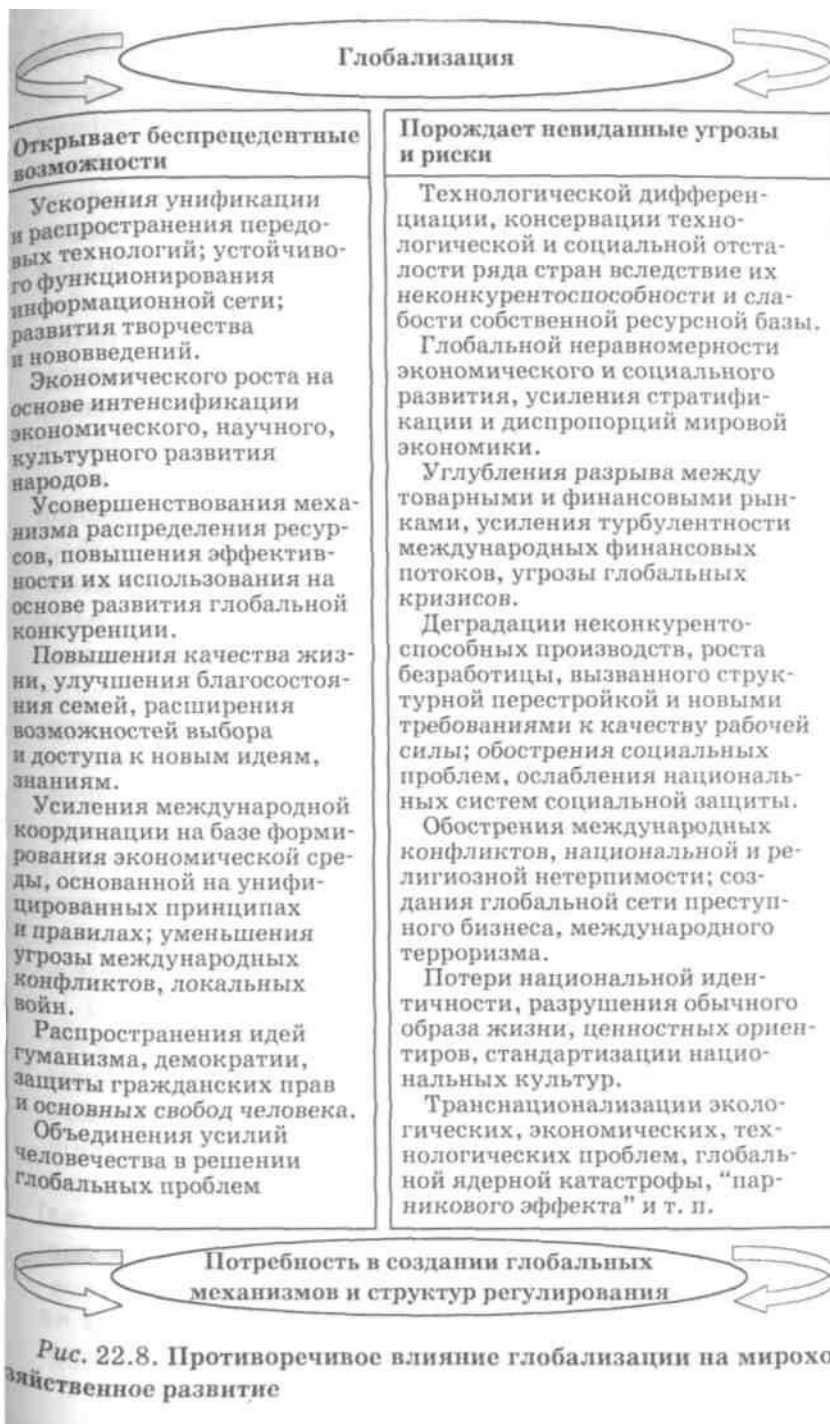 Глобализация
Открывает беспрецедентные
возможности
Ускорения унификации
и распространения передо-
вых технологий; устойчиво-
го функционирования
информационной сети;
развития творчества
и нововведений.
Экономического роста на
основе интенсификации
экономического, научного,
культурного развития
народов.
Усовершенствования меха-
низма распределения ресур-
сов, повышения эффектив-
ности их использования на
основе развития глобальной
конкуренции.
Повышения качества жиз-
ни, улучшения благосостоя-
ния семей, расширения
возможностей выбора
и доступа к новым идеям,
знаниям.
Усиления международной
координации на базе форми-
рования экономической сре-
ды, основанной на унифи-
цированных принципах
и правилах; уменьшения
угрозы международных
конфликтов, локальных
войн.
Распространения идей
гуманизма, демократии,
защиты гражданских прав
и основных свобод человека.
Объединения усилий
человечества в решении
глобальных проблем
Порождает невиданные угрозы
и риски
Технологической дифферен-
циации, консервации техно-
логической и социальной отста-
лости ряда стран вследствие их
неконкурентоспособности и сла-
бости собственной ресурсной базы.
Глобальной неравномерности
экономического и социального
развития, усиления стратифи-
кации и диспропорций мировой
экономики.
Углубления разрыва между
товарными и финансовыми рын-
ками, усиления турбулентности
международных финансовых
потоков, угрозы глобальных
кризисов.
Деградации неконкуренто-
способных производств, роста
безработицы, вызванного струк-
турной перестройкой и новыми
требованиями к качеству рабочей
силы; обострения социальных
проблем, ослабления националь-
ных систем социальной защиты.
Обострения международных
конфликтов, национальной и ре-
лигиозной нетерпимости; соз-
дания глобальной сети преступ-
ного бизнеса, международного
терроризма.
Потери национальной иден-
тичности, разрушения обычного
образа жизни, ценностных ориен-
тиров, стандартизации нацио-
нальных культур.
Транснационализации эколо-
гических, экономических, тех-
нологических проблем, глобаль-
ной ядерной катастрофы, "пар-
никового эффекта" и т. п.
Потребность в создании глобальных
механизмов и структур регулирования
Рис. 22.8. Противоречивое влияние глобализации на мирохо
зяйственное развитие